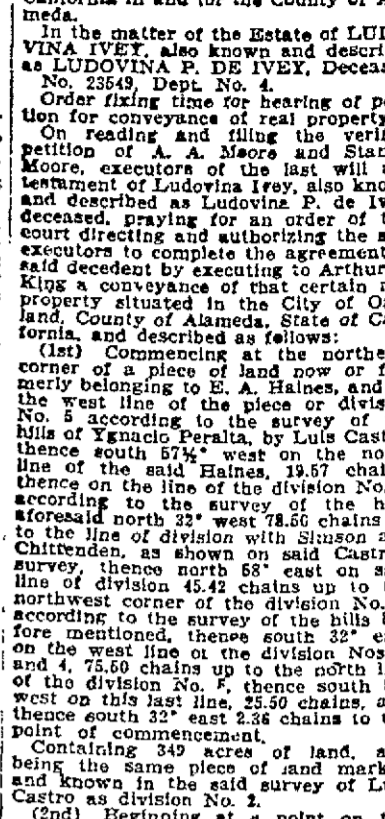 California in and for the County of A
meda.
In the matter of the Estate of LUI
VINA IVEY, also known and descri
as LUDOVINA P. DE IVEY, Deceas
No. 23549, Dept. No. 4.
Order fixing time for hearing of pe
tion for conveyance of real property
On reading and filing the verifi
petition of A. A. Moore and Stan
Moore, executors of the last will a
testament of Ludovina Ivey, also kno
and described as Ludovina P. de Iv
deceased, praying for an order of t
court directing and authorizing the s
executors to complete the agreement
said decedent by executing to Arthur
King a conveyance of that certain r
property situated in the City of Oa
land, County of Alameda, State of Ca
fornia, and described as follows:
(1st) Commencing at the northe
corner of a piece of land now or f
merly belonging to E. A. Haines, and
the west line of the piece or divis
No. 5 according to the survey of
hills of Ygnacio Peralta, by Luis Cast
thence south 57½° west on the no
line of the said Haines, 19.57 chai
thence on the line of the division No.
according to the survey of the h
aforesaid north 32° west 78.50 chains
to the line of division with Simson a
Chittenden, as shown on said Castr
survey, thence north 58° east on s
line of division 45.42 chains up to
northwest corner of the division No.
according to the survey of the hills b
fore mentioned, thence south 32° e
on the west line of the division Nos
and 4, 75.50 chains up to the north l
of the division No. 5, thence south
west on this last line, 25.50 chains, a
thence south 32° east 2.36 chains to t
point of commencement.
Containing 349 acres of land, a
being the same piece of land mark
and known in the said survey of Lu
Castro as division No. 2.
(2nd) Beginning at a point on